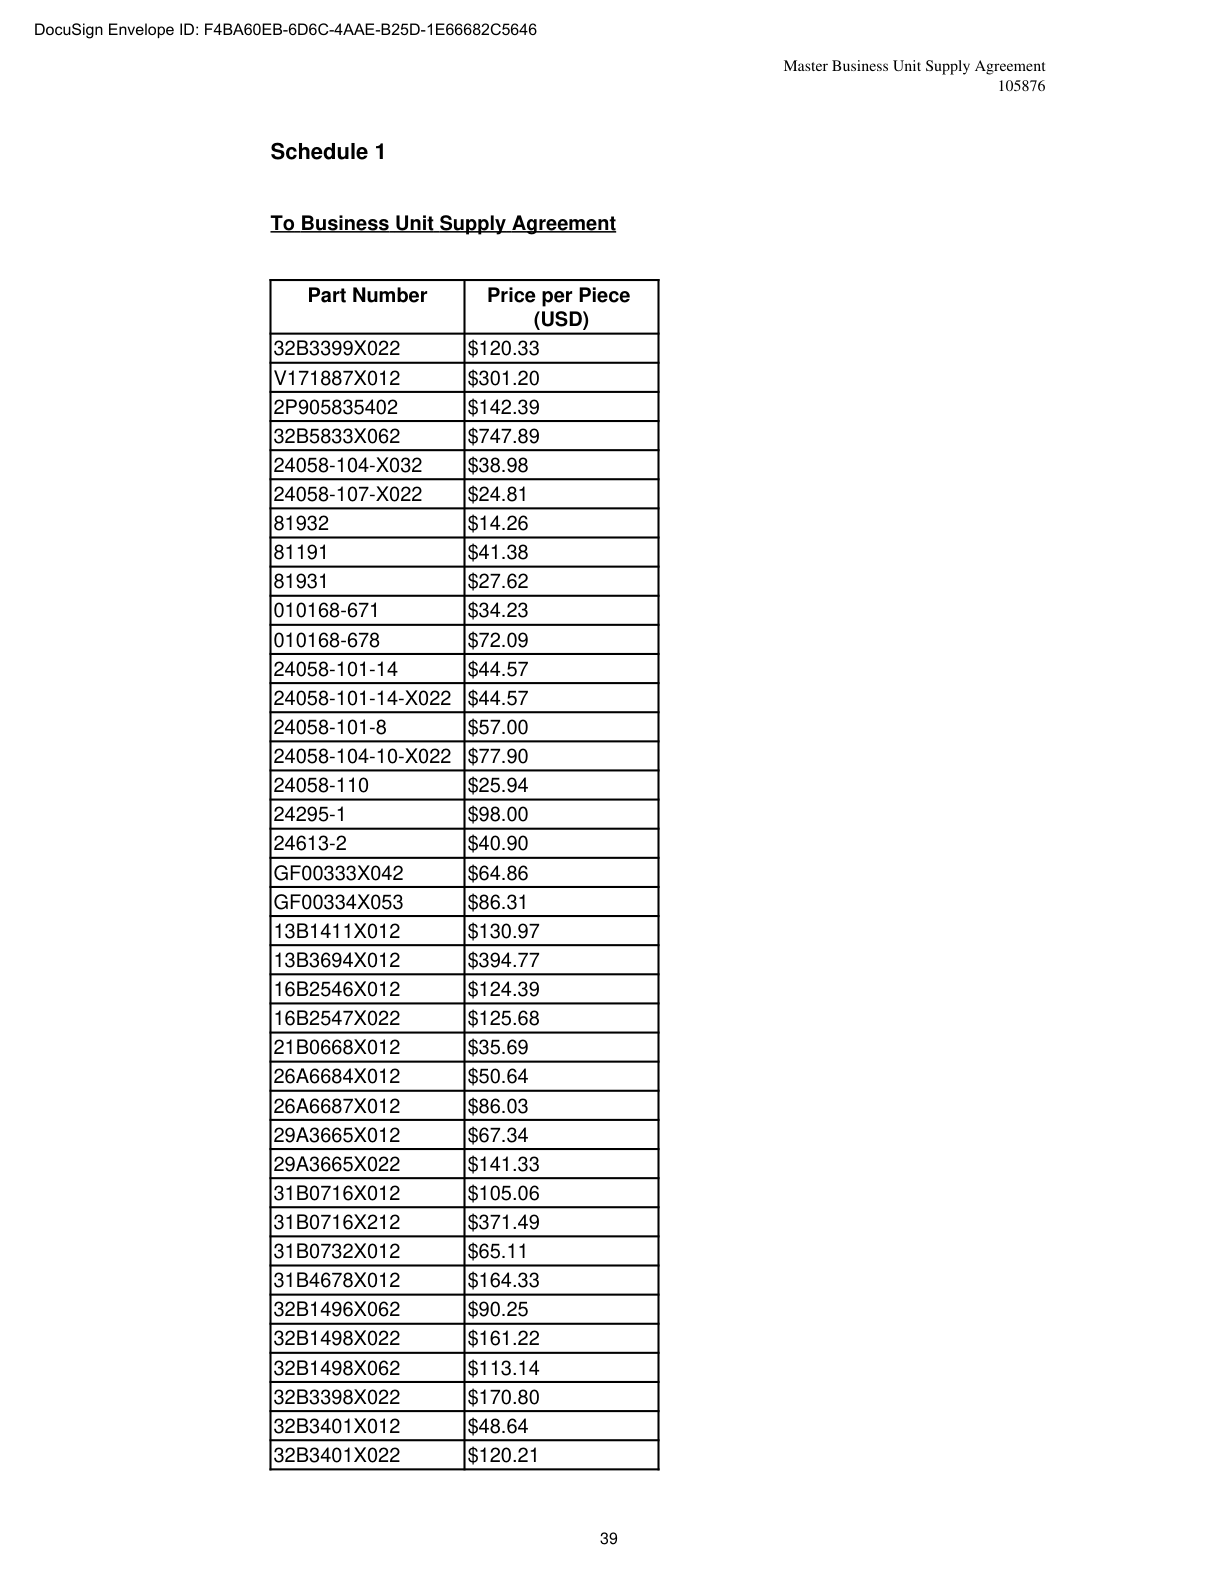 DocuSign Envelope ID: F4BA60EB-6D6C-4AAE-B25D-1E66682C5646
Master Business Unit Supply Agreement
105876
Schedule 1
To Business Unit Supply Agreement
Part Number Price per Piece
(USD)
32B3399X022 $120.33
V171887X012 $301.20
2P905835402 $142.39
32B5833X062 $747.89
24058-104-X032 $38.98
24058-107-X022 $24.81
81932 $14.26
81191 $41.38
81931 $27.62
010168-671 $34.23
010168-678 $72.09
24058-101-14 $44.57
24058-101-14-X022 $44.57
24058-101-8 $57.00
24058-104-10-X022 $77.90
24058-110 $25.94
24295-1 $98.00
24613-2 $40.90
GF00333X042 $64.86
GF00334X053 $86.31
13B1411X012 $130.97
13B3694X012 $394.77
16B2546X012 $124.39
16B2547X022 $125.68
21B0668X012 $35.69
26A6684X012 $50.64
26A6687X012 $86.03
29A3665X012 $67.34
29A3665X022 $141.33
31B0716X012 $105.06
31B0716X212 $371.49
31B0732X012 $65.11
31B4678X012 $164.33
32B1496X062 $90.25
32B1498X022 $161.22
32B1498X062 $113.14
32B3398X022 $170.80
32B3401X012 $48.64
32B3401X022 $120.21
39